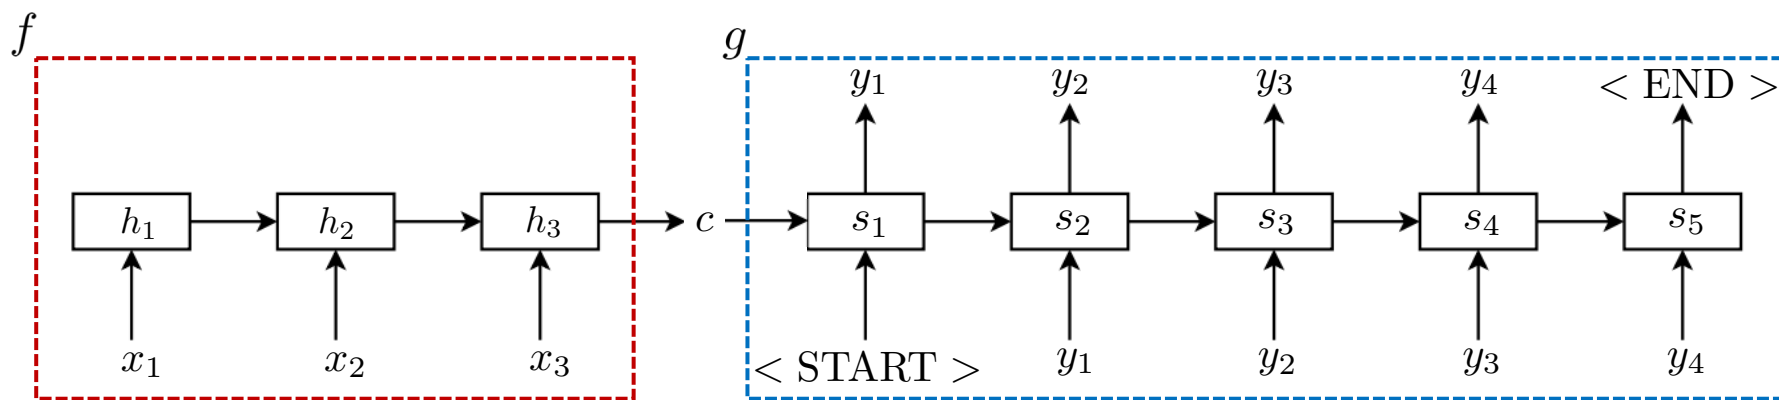 f g
y₁ y₂ y₃ y₄ < END >
h₁ h₂ h₃ c s₁ s₂ s₃ s₄ s₅
x₁ x₂ x₃ < START > y₁ y₂ y₃ y₄